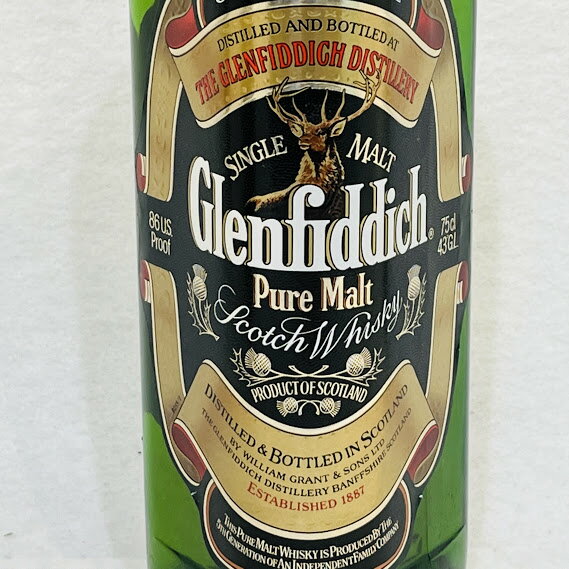 DISTILLED AND BOTTLED AT
THE GLENFIDDICH DISTILLERY
SINGLE MALT
Glenfiddich®
86 US
Proof
75cl
43°G.L.
Pure Malt
Scotch Whisky
PRODUCT OF SCOTLAND
DISTILLED & BOTTLED IN SCOTLAND
BY WILLIAM GRANT & SONS LTD
THE GLENFIDDICH DISTILLERY BANFFSHIRE SCOTLAND
ESTABLISHED 1887
THIS PURE MALT WHISKY IS PRODUCED BY THE
5TH GENERATION OF AN INDEPENDENT FAMILY COMPANY